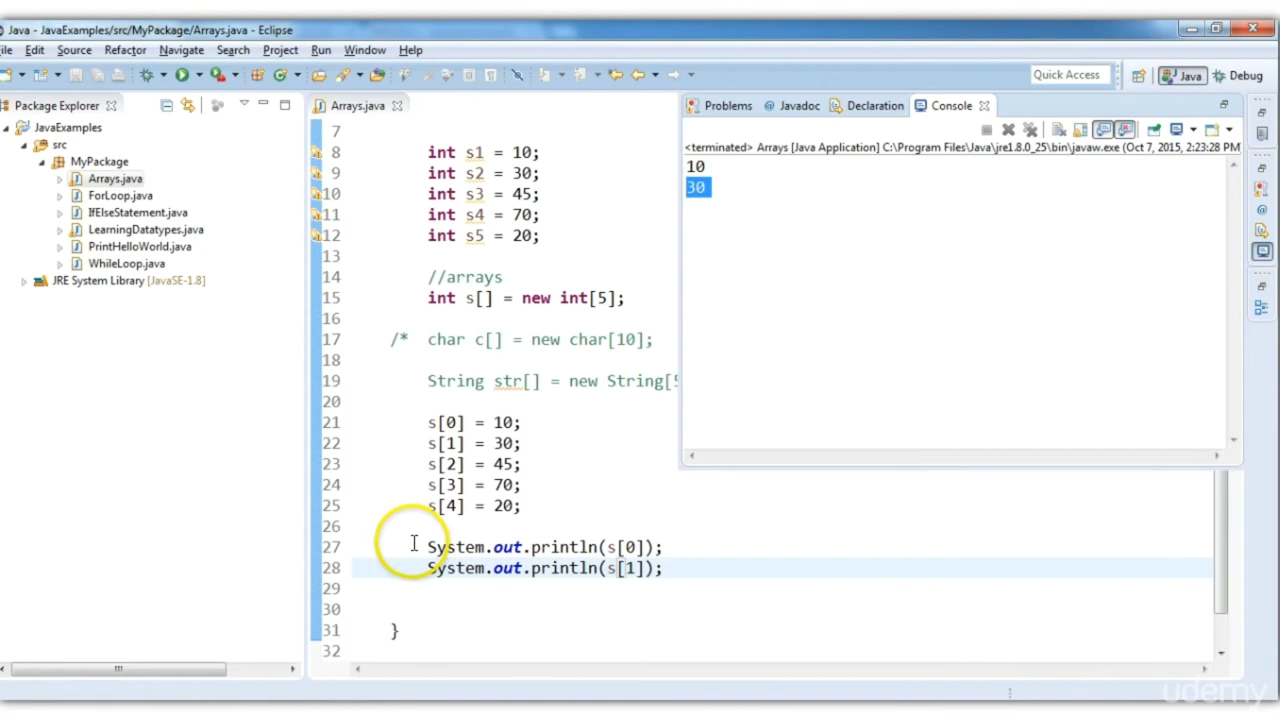 Java - JavaExamples/src/MyPackage/Arrays.java - Eclipse
ile Edit Source Refactor Navigate Search Project Run Window Help
Quick Access Java Debug
Package Explorer
JavaExamples
src
MyPackage
Arrays.java
ForLoop.java
IfElseStatement.java
LearningDatatypes.java
PrintHelloWorld.java
WhileLoop.java
JRE System Library [JavaSE-1.8]
Arrays.java
7
8 int s1 = 10;
9 int s2 = 30;
10 int s3 = 45;
11 int s4 = 70;
12 int s5 = 20;
13
14 //arrays
15 int s[] = new int[5];
16
17 /* char c[] = new char[10];
18
19 String str[] = new String[5
20
21 s[0] = 10;
22 s[1] = 30;
23 s[2] = 45;
24 s[3] = 70;
25 s[4] = 20;
26
27 System.out.println(s[0]);
28 System.out.println(s[1]);
29
30
31 }
32
Problems @ Javadoc Declaration Console
<terminated> Arrays [Java Application] C:\Program Files\Java\jre1.8.0_25\bin\javaw.exe (Oct 7, 2015, 2:23:28 PM
10
30
udemy